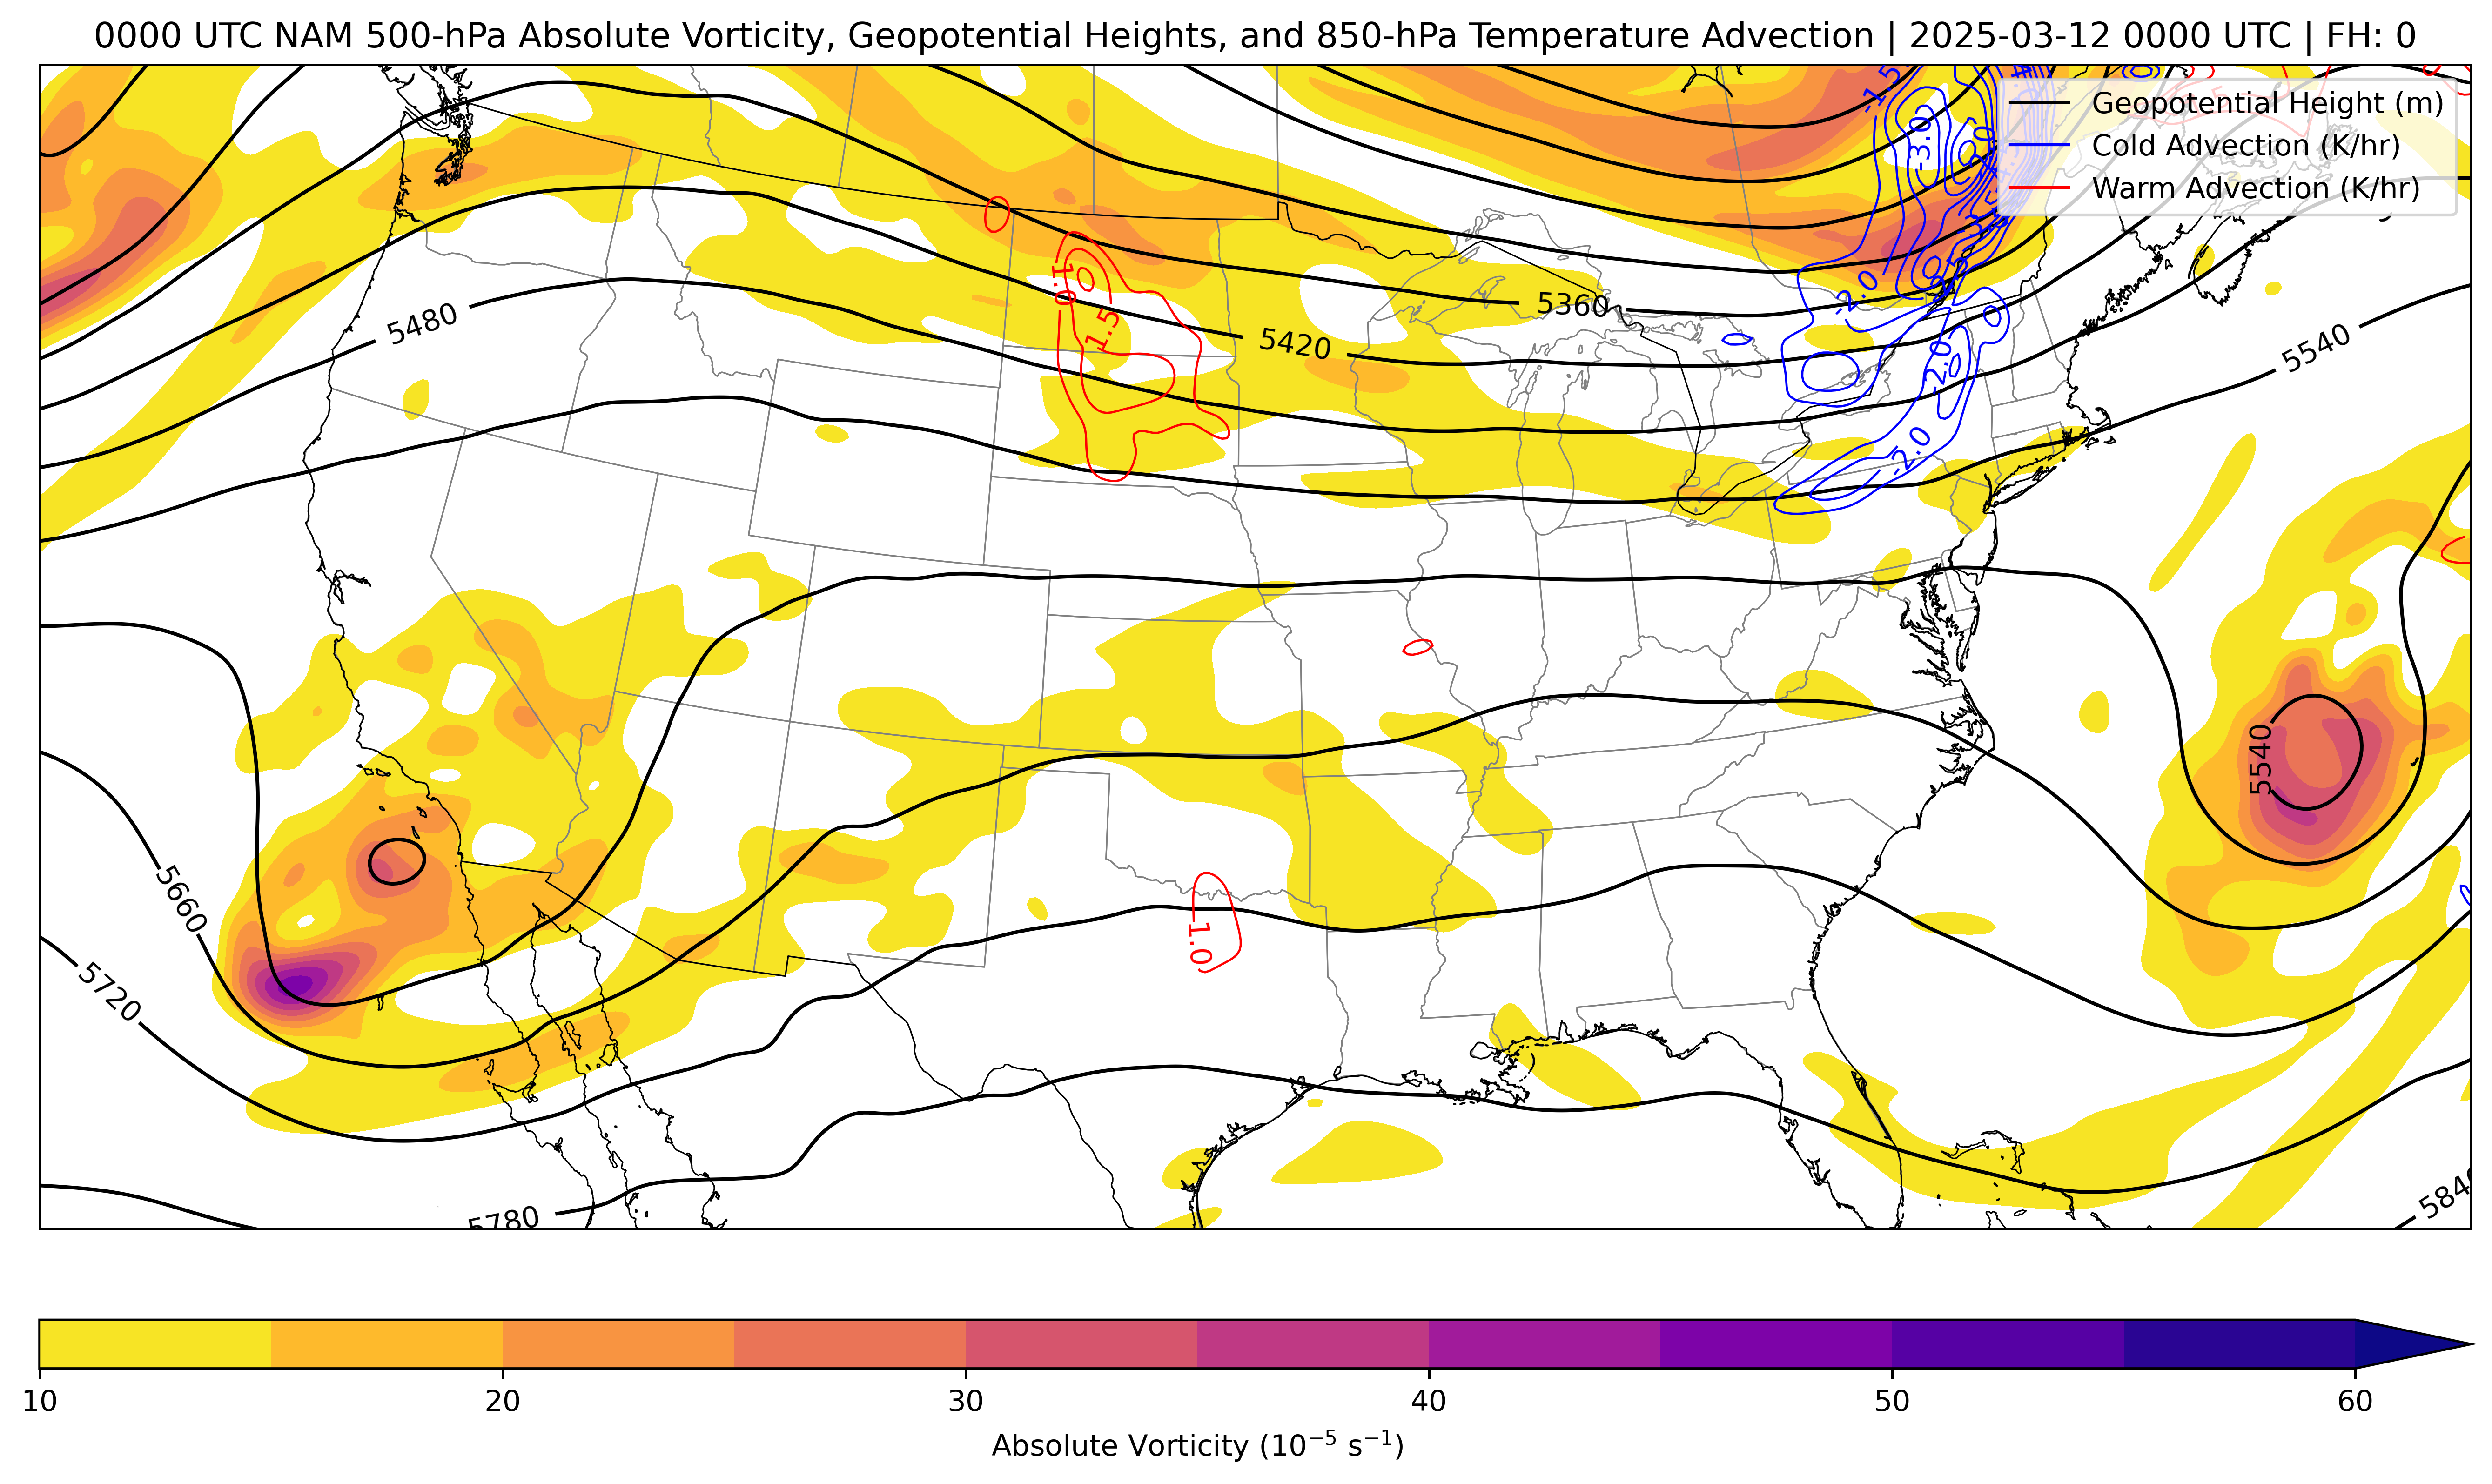 0000 UTC NAM 500-hPa Absolute Vorticity, Geopotential Heights, and 850-hPa Temperature Advection | 2025-03-12 0000 UTC | FH: 0
Geopotential Height (m)
Cold Advection (K/hr)
Warm Advection (K/hr)
-1.5
-3.0
-2.0
1.0
1.5
5480
5420
5360
5540
-2.0
-2.0
5540
5660
5720
1.0
5780
5840
10 20 30 40 50 60
Absolute Vorticity (10⁻⁵ s⁻¹)